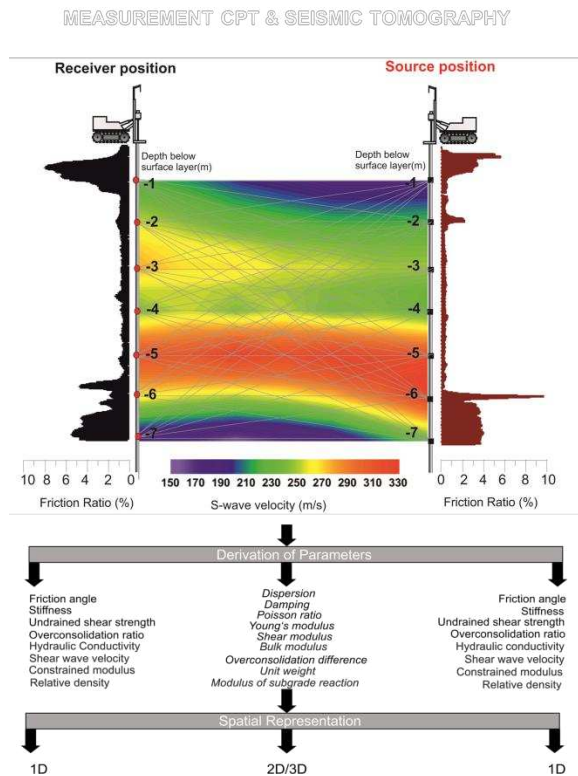 MEASUREMENT CPT & SEISMIC TOMOGRAPHY
Receiver position
Source position
Depth below
surface layer(m)
Depth below
surface layer(m)
-1
-2
-3
-4
-5
-6
-7
-1
-2
-3
-4
-5
-6
-7
10 8 6 4 2 0
Friction Ratio (%)
150 170 190 210 230 250 270 290 310 330
S-wave velocity (m/s)
0 2 4 6 8 10
Friction Ratio (%)
Derivation of Parameters
Friction angle
Stiffness
Undrained shear strength
Overconsolidation ratio
Hydraulic Conductivity
Shear wave velocity
Constrained modulus
Relative density
Dispersion
Damping
Poisson ratio
Young's modulus
Shear modulus
Bulk modulus
Overconsolidation difference
Unit weight
Modulus of subgrade reaction
Friction angle
Stiffness
Undrained shear strength
Overconsolidation ratio
Hydraulic conductivity
Shear wave velocity
Constrained modulus
Relative density
Spatial Representation
1D
2D/3D
1D